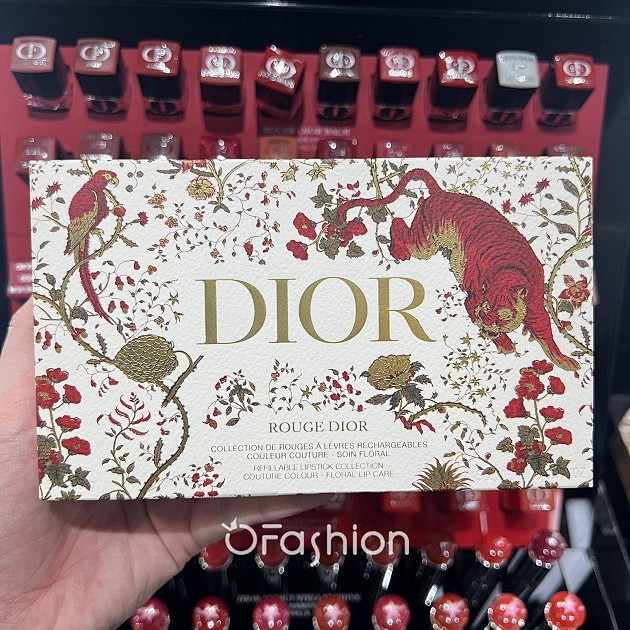 DIOR
ROUGE DIOR
COLLECTION DE ROUGES À LÈVRES RECHARGEABLES
COULEUR COUTURE - SOIN FLORAL
REFILLABLE LIPSTICK COLLECTION
COUTURE COLOUR - FLORAL LIP CARE
OFashion